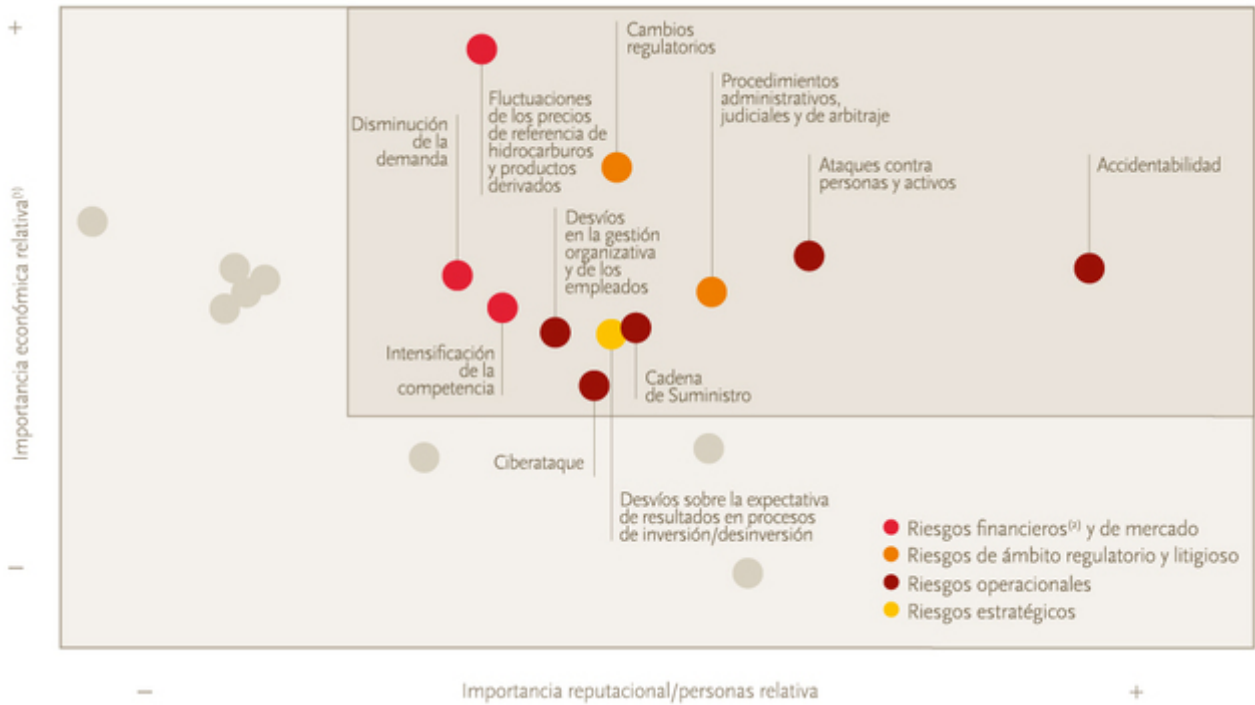 +
Importancia económica relativa(1)
–
Cambios
regulatorios
Procedimientos
administrativos,
judiciales y de arbitraje
Fluctuaciones
de los precios
de referencia de
hidrocarburos
y productos
derivados
Disminución
de la
demanda
Ataques contra
personas y activos
Accidentabilidad
Desvíos
en la gestión
organizativa
y de los
empleados
Intensificación
de la
competencia
Cadena
de Suministro
Ciberataque
Desvíos sobre la expectativa
de resultados en procesos
de inversión/desinversión
Riesgos financieros(2) y de mercado
Riesgos de ámbito regulatorio y litigioso
Riesgos operacionales
Riesgos estratégicos
–
Importancia reputacional/personas relativa
+